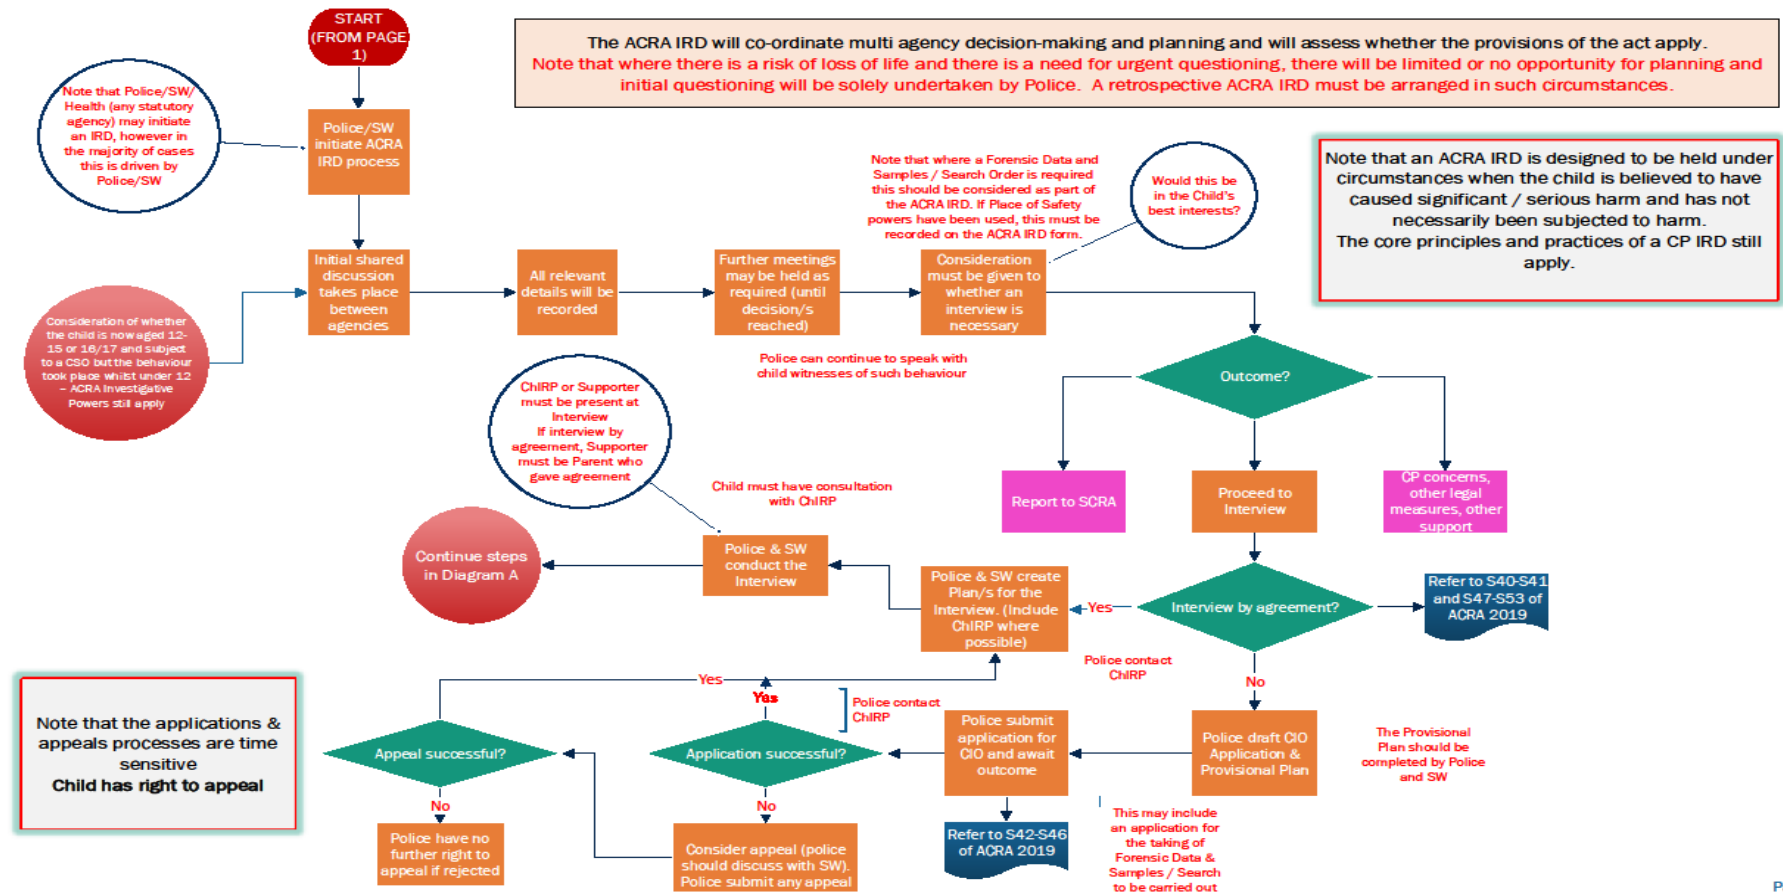 START
(FROM PAGE
1)
The ACRA IRD will co-ordinate multi agency decision-making and planning and will assess whether the provisions of the act apply.
Note that where there is a risk of loss of life and there is a need for urgent questioning, there will be limited or no opportunity for planning and
initial questioning will be solely undertaken by Police.  A retrospective ACRA IRD must be arranged in such circumstances.
Note that Police/SW/
Health (any statutory
agency) may initiate
an IRD, however in
the majority of cases
this is driven by
Police/SW
Police/SW
initiate ACRA
IRD process
Note that where a Forensic Data and
Samples / Search Order is required
this should be considered as part of
the ACRA IRD. If Place of Safety
powers have been used, this must be
recorded on the ACRA IRD form.
Would this be
in the Child's
best interests?
Note that an ACRA IRD is designed to be held under
circumstances when the child is believed to have
caused significant / serious harm and has not
necessarily been subjected to harm.
The core principles and practices of a CP IRD still
apply.
Initial shared
discussion
takes place
between
agencies
All relevant
details will be
recorded
Further meetings
may be held as
required (until
decision/s
reached)
Consideration
must be given to
whether an
interview is
necessary
Consideration of whether
the child is now aged 12-
15 or 16/17 and subject
to a CSO but the behaviour
took place whilst under 12
– ACRA Investigative
Powers still apply
Police can continue to speak with
child witnesses of such behaviour
Outcome?
ChIRP or Supporter
must be present at
Interview
If interview by
agreement, Supporter
must be Parent who
gave agreement
Child must have consultation
with ChIRP
Report to SCRA
Proceed to
Interview
CP concerns,
other legal
measures, other
support
Continue steps
in Diagram A
Police & SW
conduct the
Interview
Police & SW create
Plan/s for the
Interview. (Include
ChIRP where
possible)
Yes
Interview by agreement?
Refer to S40-S41
and S47-S53 of
ACRA 2019
Police contact
ChIRP
No
Yes
Yes
Police contact
ChIRP
Note that the applications &
appeals processes are time
sensitive
Child has right to appeal
Appeal successful?
Application successful?
Police submit
application for
CIO and await
outcome
Police draft CIO
Application &
Provisional Plan
The Provisional
Plan should be
completed by Police
and SW
No
No
Police have no
further right to
appeal if rejected
Consider appeal (police
should discuss with SW).
Police submit any appeal
Refer to S42-S46
of ACRA 2019
This may include
an application for
the taking of
Forensic Data &
Samples / Search
to be carried out